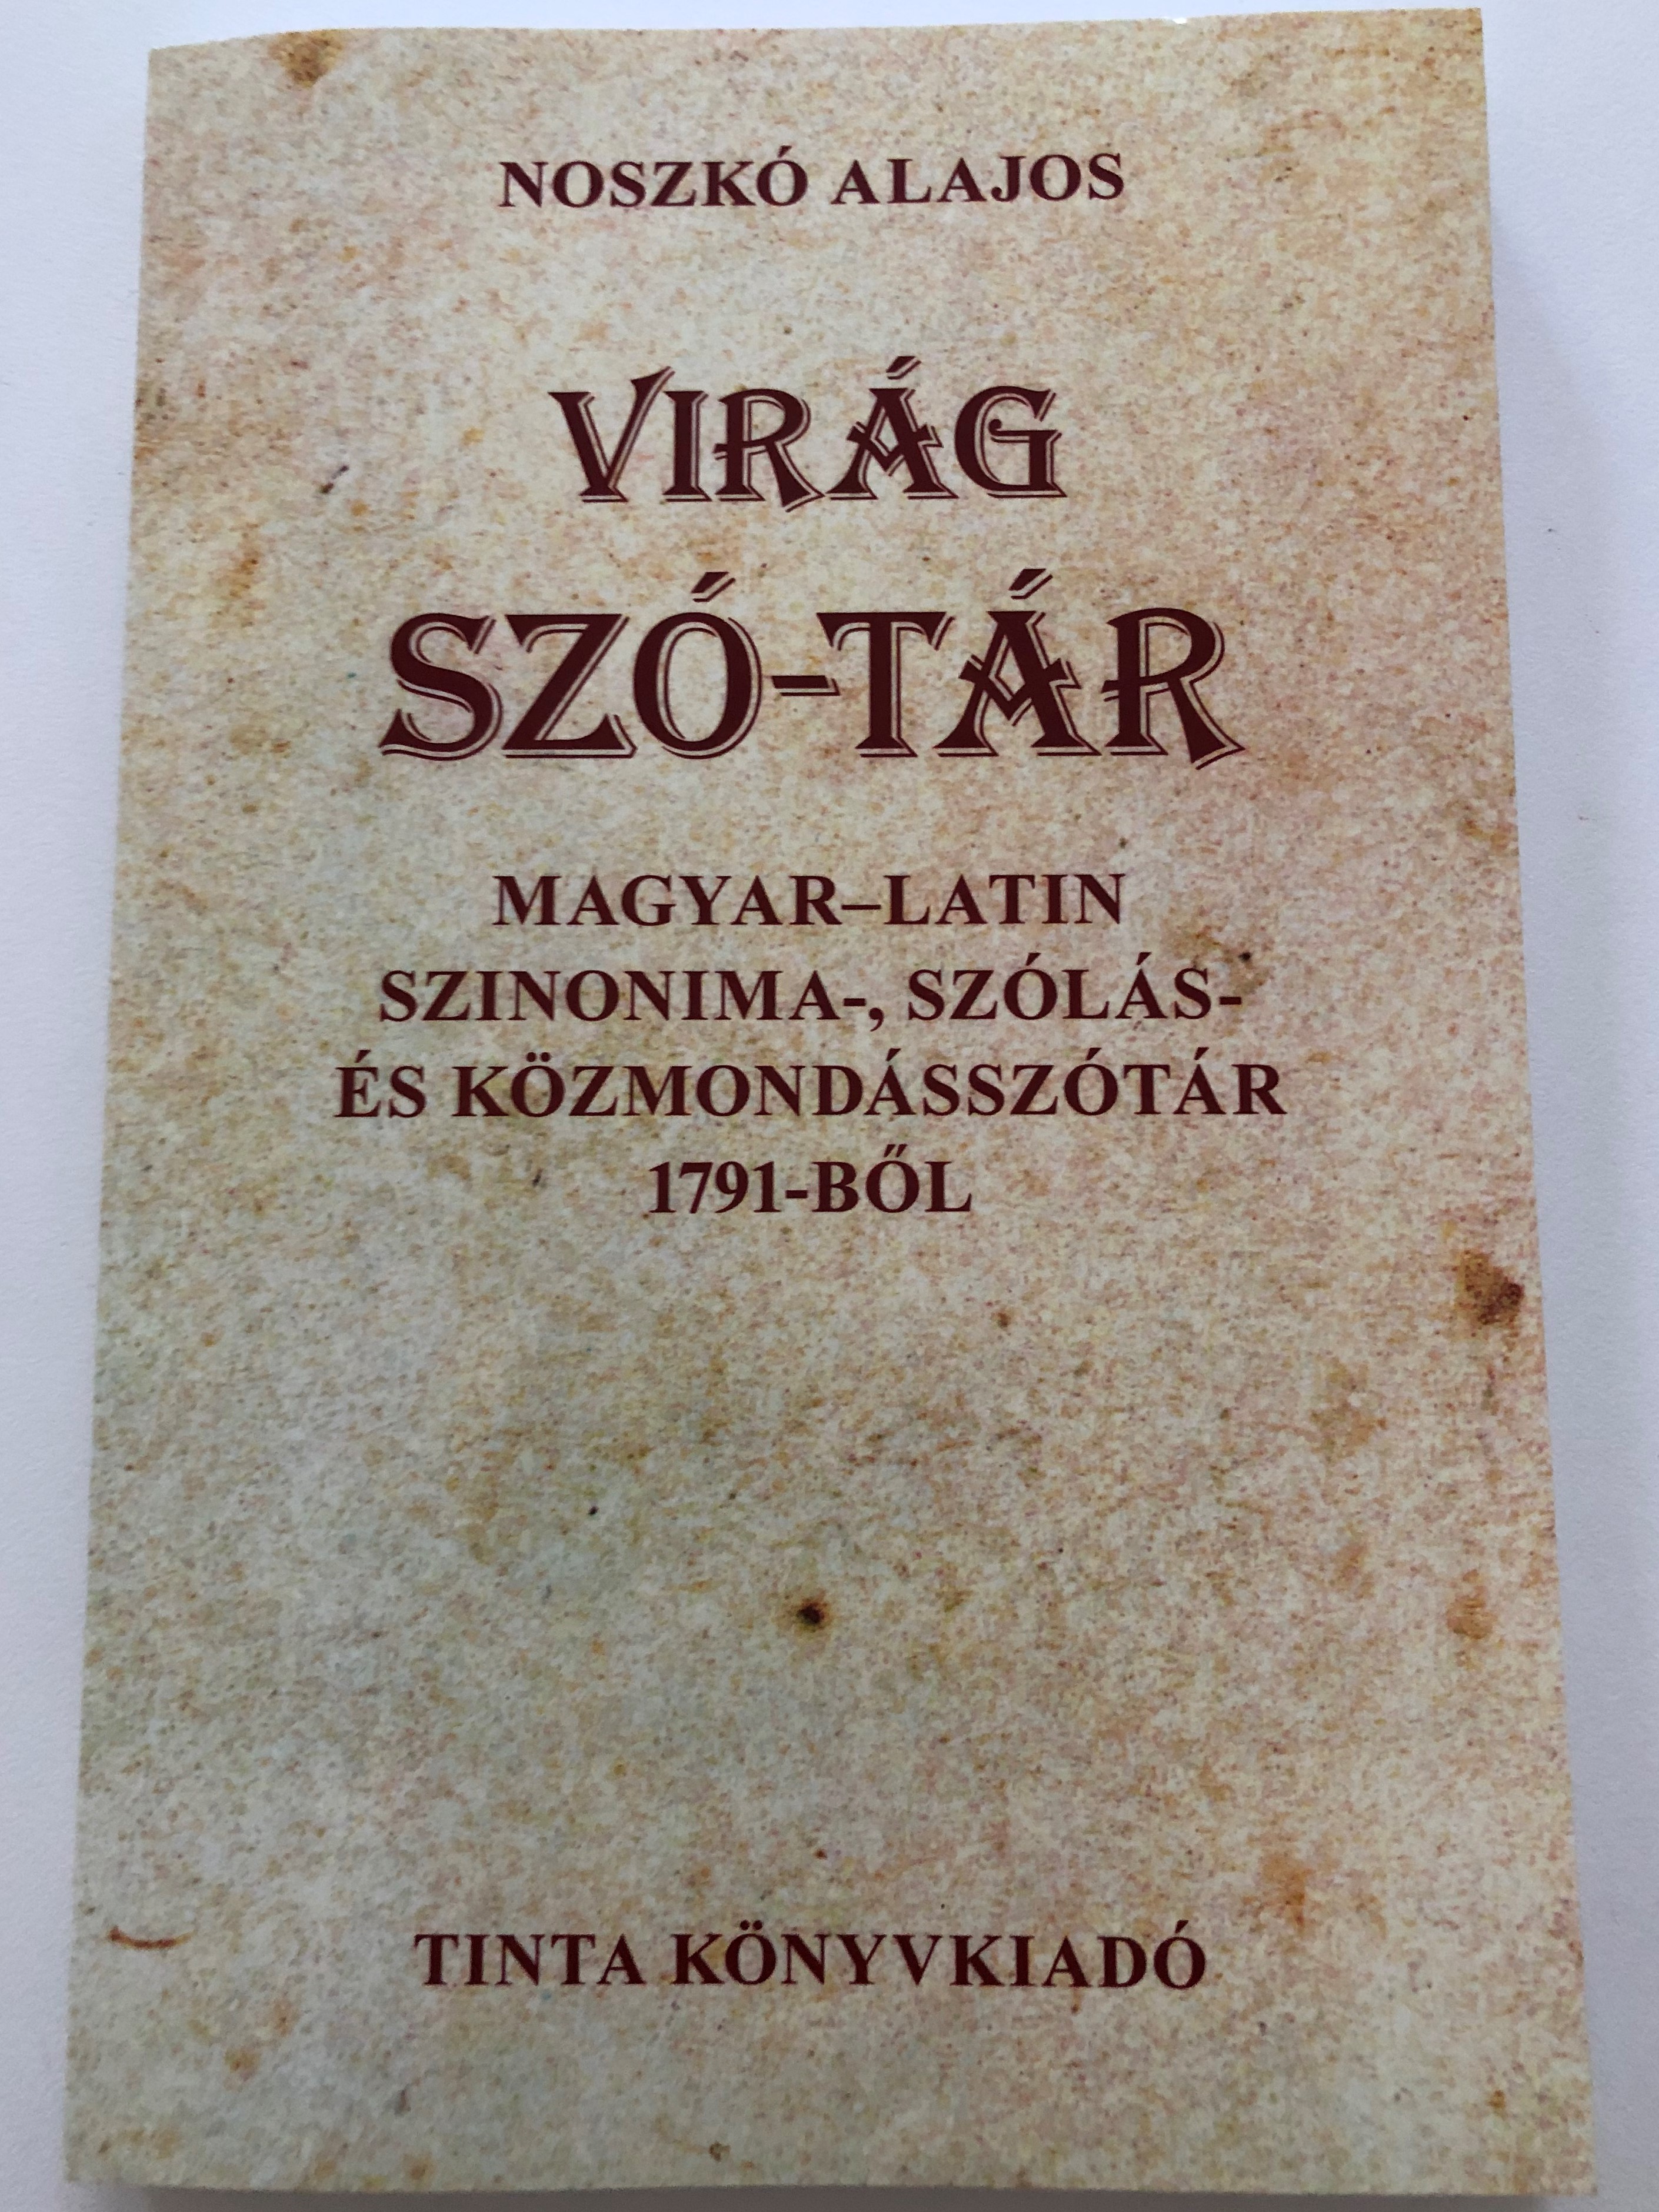 NOSZKÓ ALAJOS
VIRÁG
SZÓ-TÁR
MAGYAR–LATIN
SZINONIMA-, SZÓLÁS-
ÉS KÖZMONDÁSSZÓTÁR
1791-BŐL
TINTA KÖNYVKIADÓ